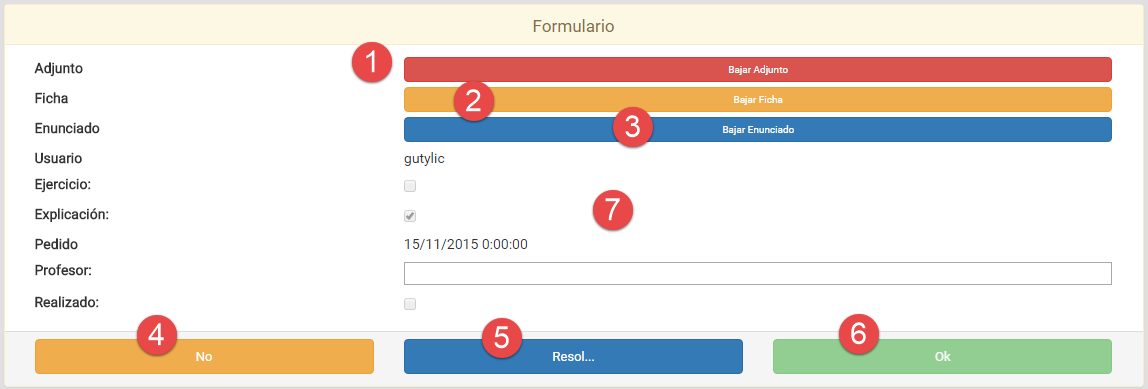 Formulario
Adjunto 1 Bajar Adjunto
Ficha 2 Bajar Ficha
Enunciado 3 Bajar Enunciado
Usuario gutylic
Ejercicio:
Explicación: 7
Pedido 15/11/2015 0:00:00
Profesor:
Realizado:
4 No 5 Resol... 6 Ok